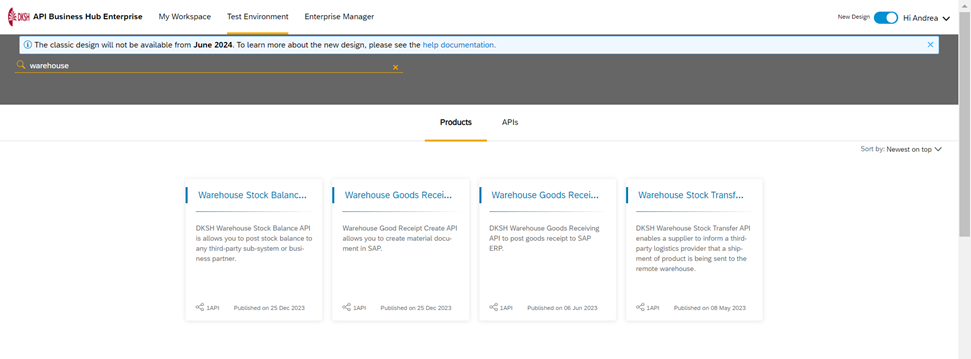 DKSH API Business Hub Enterprise My Workspace Test Environment Enterprise Manager New Design Hi Andrea
The classic design will not be available from June 2024. To learn more about the new design, please see the help documentation.
warehouse
Products APIs
Sort by: Newest on top
Warehouse Stock Balanc...
DKSH Warehouse Stock Balance API
is allows you to post stock balance to
any third-party sub-system or busi-
ness partner.
1API Published on 25 Dec 2023
Warehouse Goods Recei...
Warehouse Good Receipt Create API
allows you to create material docu-
ment in SAP.
1API Published on 25 Dec 2023
Warehouse Goods Recei...
DKSH Warehouse Goods Receiving
API to post goods receipt to SAP
ERP.
1API Published on 06 Jun 2023
Warehouse Stock Transf...
DKSH Warehouse Stock Transfer API
enables a supplier to inform a third-
party logistics provider that a ship-
ment of product is being sent to the
remote warehouse.
1API Published on 08 May 2023